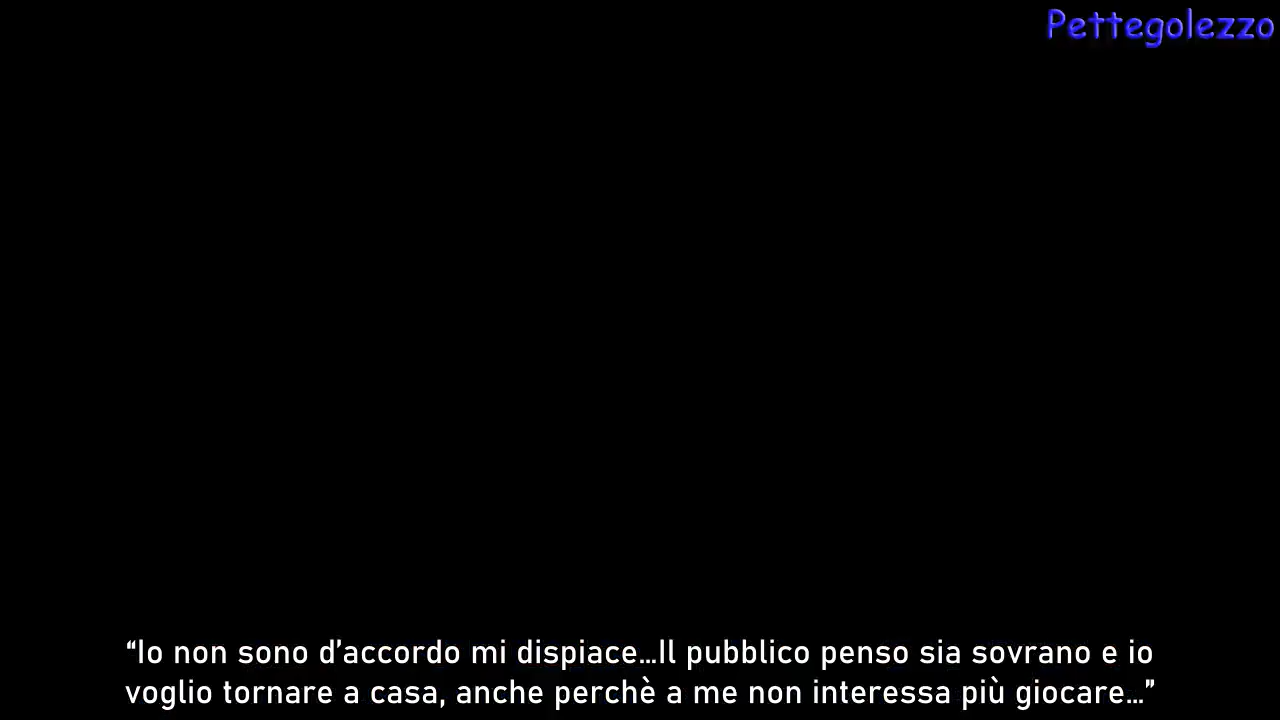 Pettegolezzo
“Io non sono d’accordo mi dispiace…Il pubblico penso sia sovrano e io
voglio tornare a casa, anche perchè a me non interessa più giocare…”